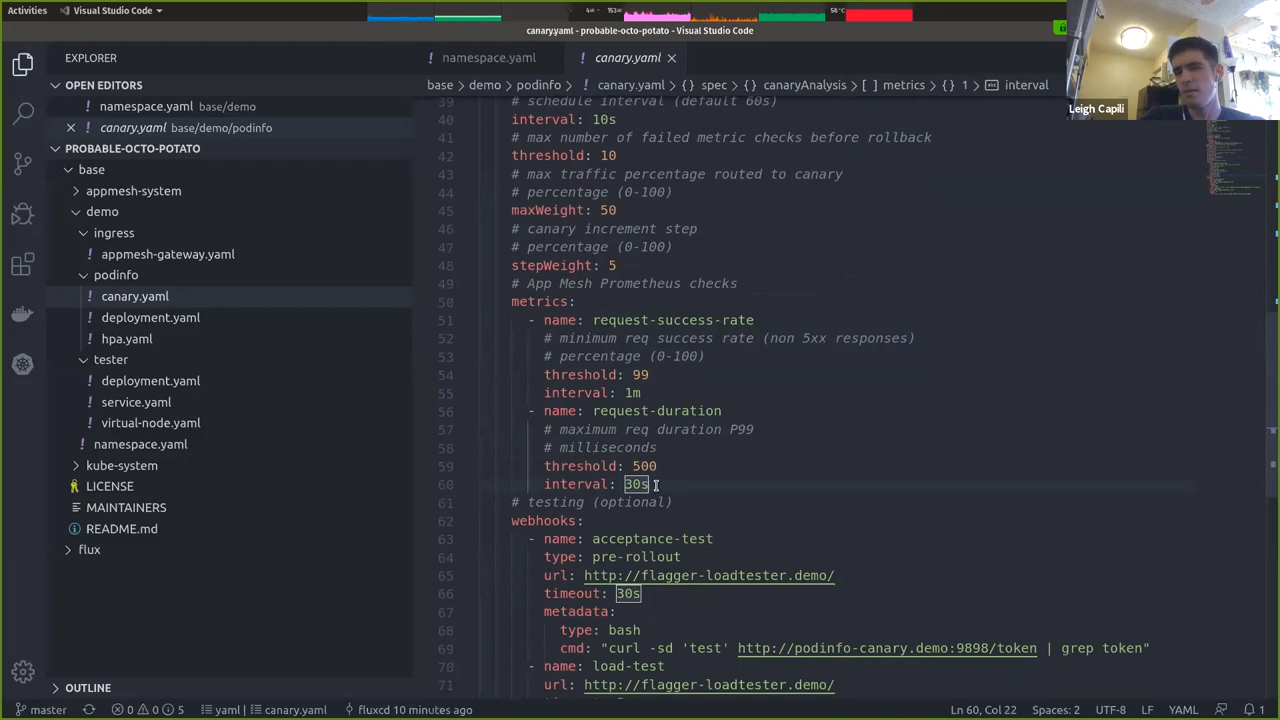 Activities
Visual Studio Code
56°C
canary.yaml - probable-octo-potato - Visual Studio Code
Leigh Capili
EXPLORER
OPEN EDITORS
namespace.yaml base/demo
canary.yaml base/demo/podinfo
PROBABLE-OCTO-POTATO
base
appmesh-system
demo
ingress
appmesh-gateway.yaml
podinfo
canary.yaml
deployment.yaml
hpa.yaml
tester
deployment.yaml
service.yaml
virtual-node.yaml
namespace.yaml
kube-system
LICENSE
MAINTAINERS
README.md
flux
OUTLINE
namespace.yaml
canary.yaml
base > demo > podinfo > canary.yaml > {} spec > {} canaryAnalysis > [ ] metrics > {} 1 > interval
39 # schedule interval (default 60s)
40 interval: 10s
41 # max number of failed metric checks before rollback
42 threshold: 10
43 # max traffic percentage routed to canary
44 # percentage (0-100)
45 maxWeight: 50
46 # canary increment step
47 # percentage (0-100)
48 stepWeight: 5
49 # App Mesh Prometheus checks
50 metrics:
51 - name: request-success-rate
52 # minimum req success rate (non 5xx responses)
53 # percentage (0-100)
54 threshold: 99
55 interval: 1m
56 - name: request-duration
57 # maximum req duration P99
58 # milliseconds
59 threshold: 500
60 interval: 30s
61 # testing (optional)
62 webhooks:
63 - name: acceptance-test
64 type: pre-rollout
65 url: http://flagger-loadtester.demo/
66 timeout: 30s
67 metadata:
68 type: bash
69 cmd: "curl -sd 'test' http://podinfo-canary.demo:9898/token | grep token"
70 - name: load-test
71 url: http://flagger-loadtester.demo/
master
0 0 5
yaml | canary.yaml
fluxcd 10 minutes ago
Ln 60, Col 22
Spaces: 2
UTF-8
LF
YAML
1